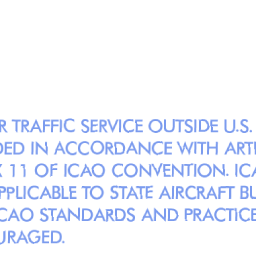 R TRAFFIC SERVICE OUTSIDE U.S.
DED IN ACCORDANCE WITH ARTI
X 11 OF ICAO CONVENTION. ICA
PPLICABLE TO STATE AIRCRAFT BU
CAO STANDARDS AND PRACTICE
URAGED.